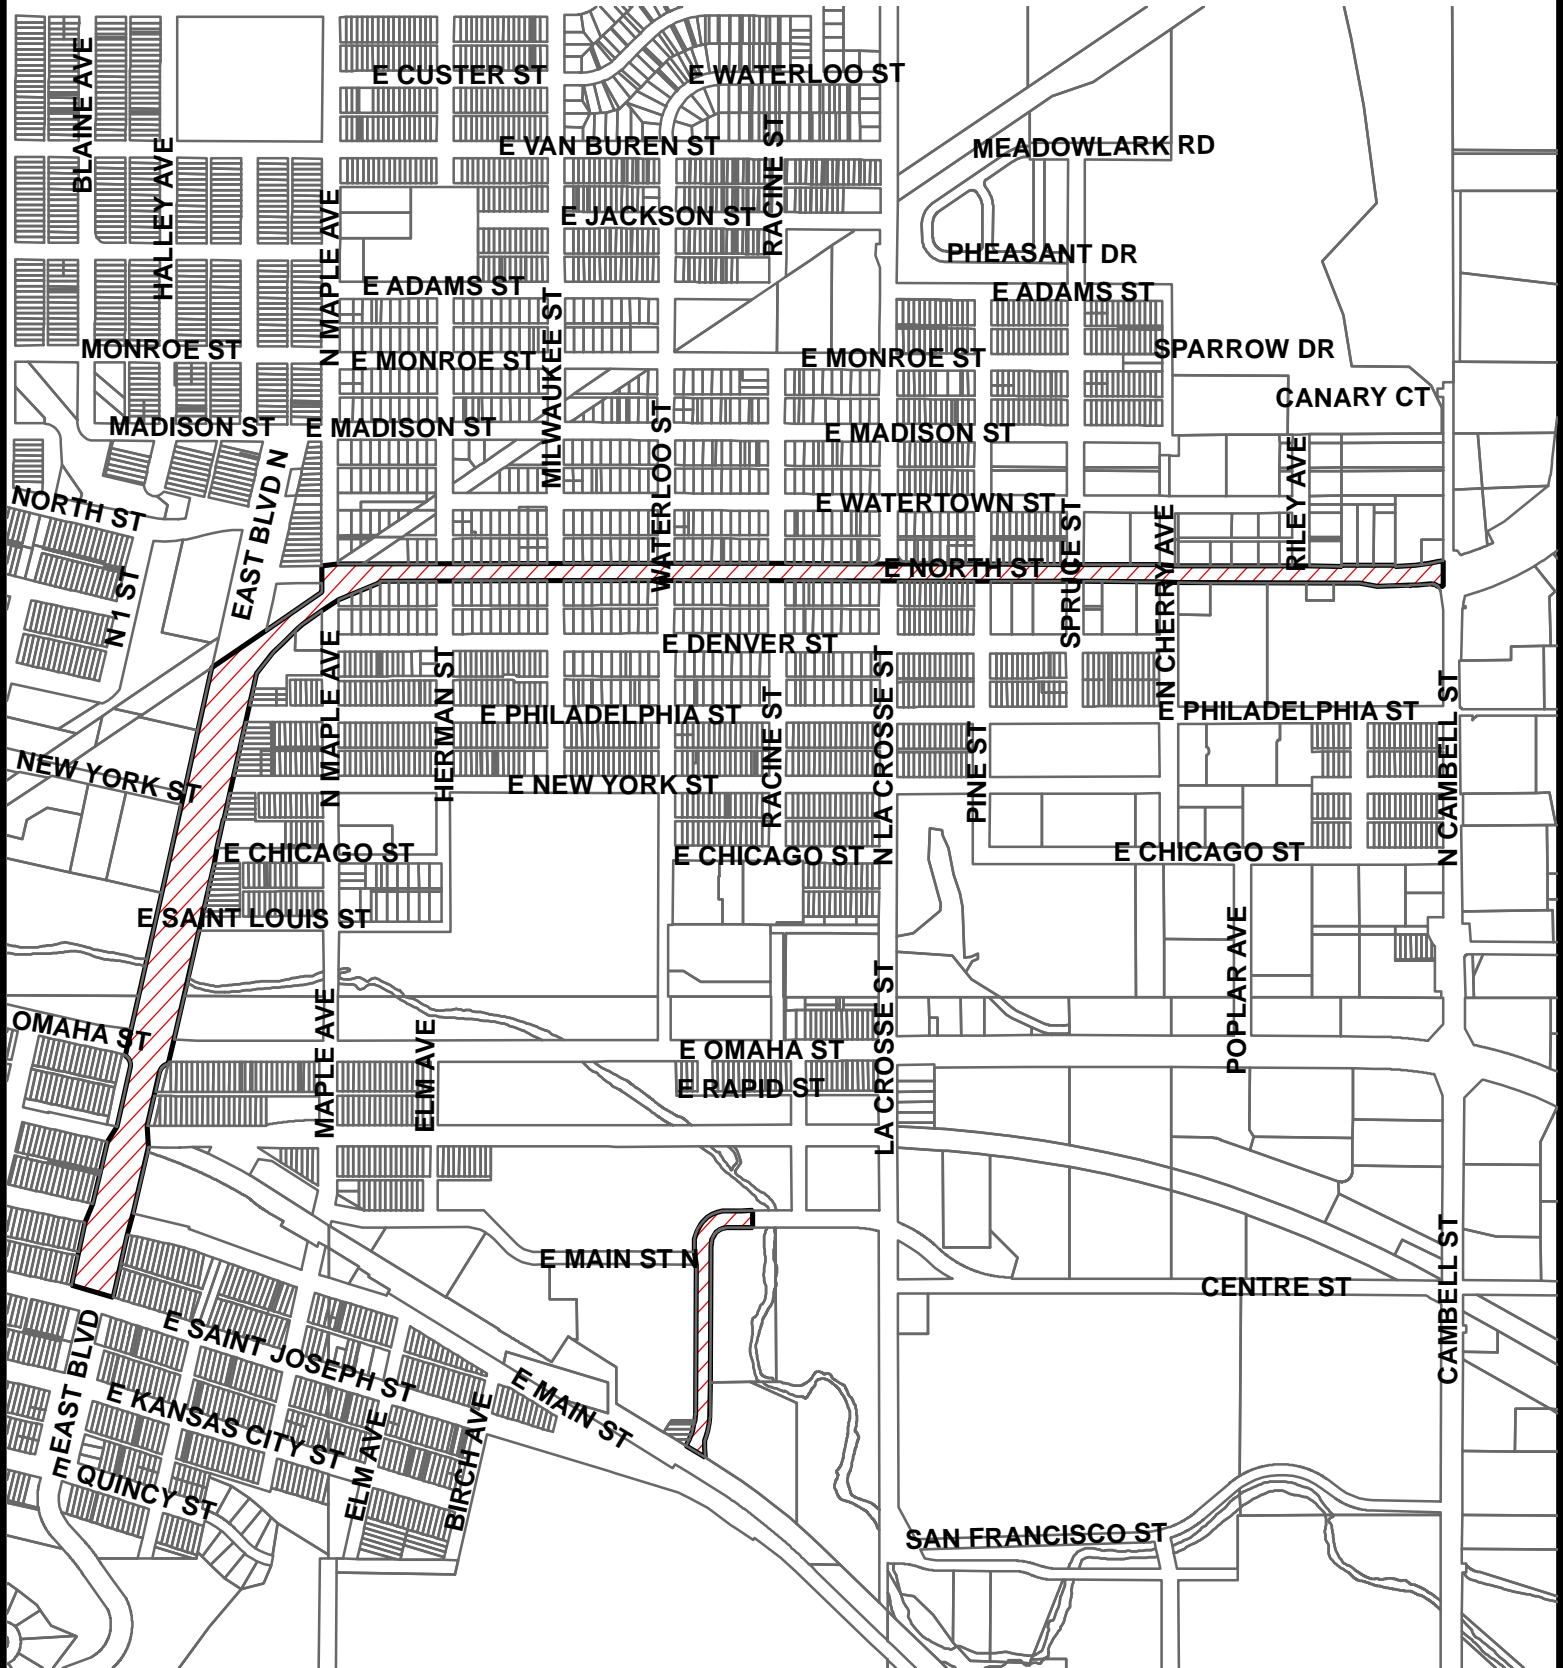 BLAINE AVE
E CUSTER ST
E WATERLOO ST
HALLEY AVE
E VAN BUREN ST
RACINE ST
MEADOWLARK RD
N MAPLE AVE
E JACKSON ST
PHEASANT DR
E ADAMS ST
E ADAMS ST
MILWAUKEE ST
MONROE ST
E MONROE ST
E MONROE ST
SPARROW DR
CANARY CT
MADISON ST
E MADISON ST
WATERLOO ST
E MADISON ST
EAST BLVD N
RILEY AVE
NORTH ST
E WATERTOWN ST
SPRUCE ST
N CHERRY AVE
N 1 ST
E NORTH ST
E DENVER ST
N MAPLE AVE
HERMAN ST
N LA CROSSE ST
E PHILADELPHIA ST
RACINE ST
E PHILADELPHIA ST
N CAMBELL ST
NEW YORK ST
E NEW YORK ST
PINE ST
E CHICAGO ST
E CHICAGO ST
E CHICAGO ST
E SAINT LOUIS ST
POPLAR AVE
OMAHA ST
MAPLE AVE
ELM AVE
E OMAHA ST
LA CROSSE ST
E RAPID ST
E MAIN ST N
CENTRE ST
CAMBELL ST
EAST BLVD
E SAINT JOSEPH ST
E MAIN ST
E KANSAS CITY ST
ELM AVE
BIRCH AVE
E QUINCY ST
SAN FRANCISCO ST